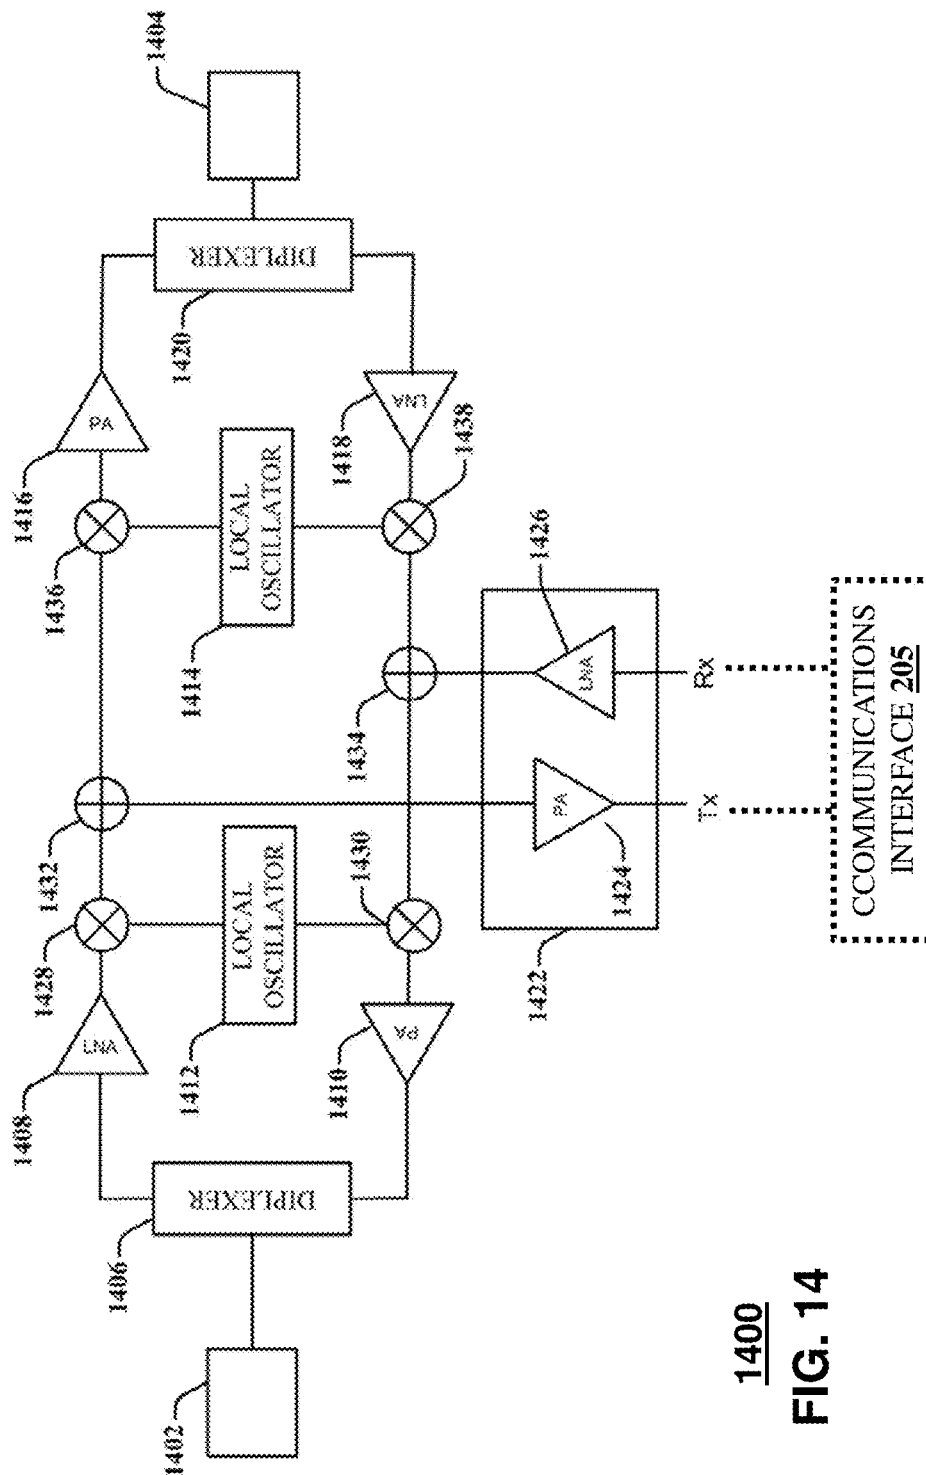 1402
1406
DIPLEXER
1408
LNA
1428
1432
1412
LOCAL
OSCILLATOR
1410
PA
1430
1436
1416
PA
1414
LOCAL
OSCILLATOR
1434
1438
1418
LNA
1420
DIPLEXER
1404
1422
1424
PA
1426
LNA
Tx
Rx
CCOMMUNICATIONS
INTERFACE 205
1400
FIG. 14